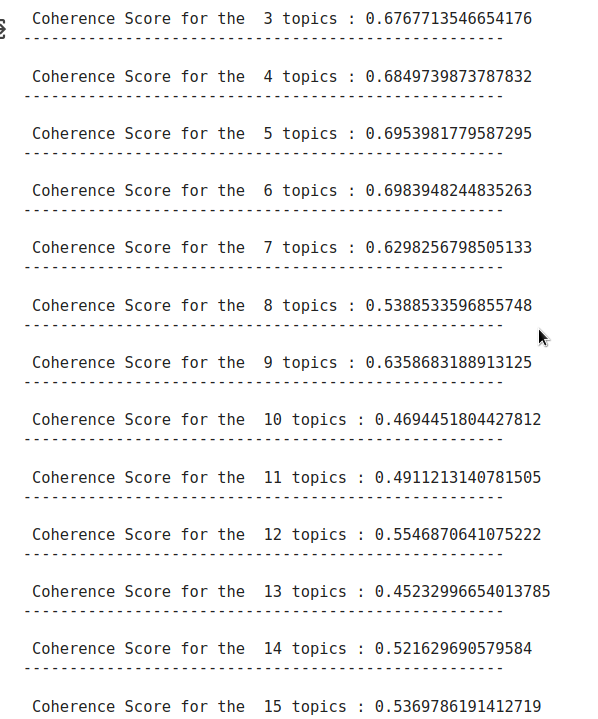 Coherence Score for the  3 topics : 0.6767713546654176
----------------------------------------------------
Coherence Score for the  4 topics : 0.6849739873787832
----------------------------------------------------
Coherence Score for the  5 topics : 0.6953981779587295
----------------------------------------------------
Coherence Score for the  6 topics : 0.6983948244835263
----------------------------------------------------
Coherence Score for the  7 topics : 0.6298256798505133
----------------------------------------------------
Coherence Score for the  8 topics : 0.5388533596855748
----------------------------------------------------
Coherence Score for the  9 topics : 0.6358683188913125
----------------------------------------------------
Coherence Score for the  10 topics : 0.4694451804427812
----------------------------------------------------
Coherence Score for the  11 topics : 0.4911213140781505
----------------------------------------------------
Coherence Score for the  12 topics : 0.5546870641075222
----------------------------------------------------
Coherence Score for the  13 topics : 0.45232996654013785
----------------------------------------------------
Coherence Score for the  14 topics : 0.521629690579584
----------------------------------------------------
Coherence Score for the  15 topics : 0.5369786191412719